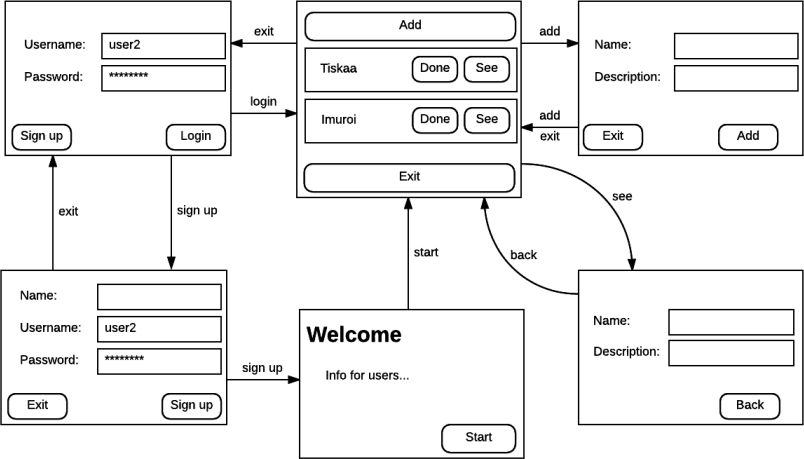 Username: user2
Password: ********
Sign up Login
exit
login
Add
Tiskaa Done See
Imuroi Done See
Exit
add
add
exit
Name:
Description:
Exit Add
exit
sign up
start
back
see
Name:
Username: user2
Password: ********
Exit Sign up
sign up
Welcome
Info for users...
Start
Name:
Description:
Back